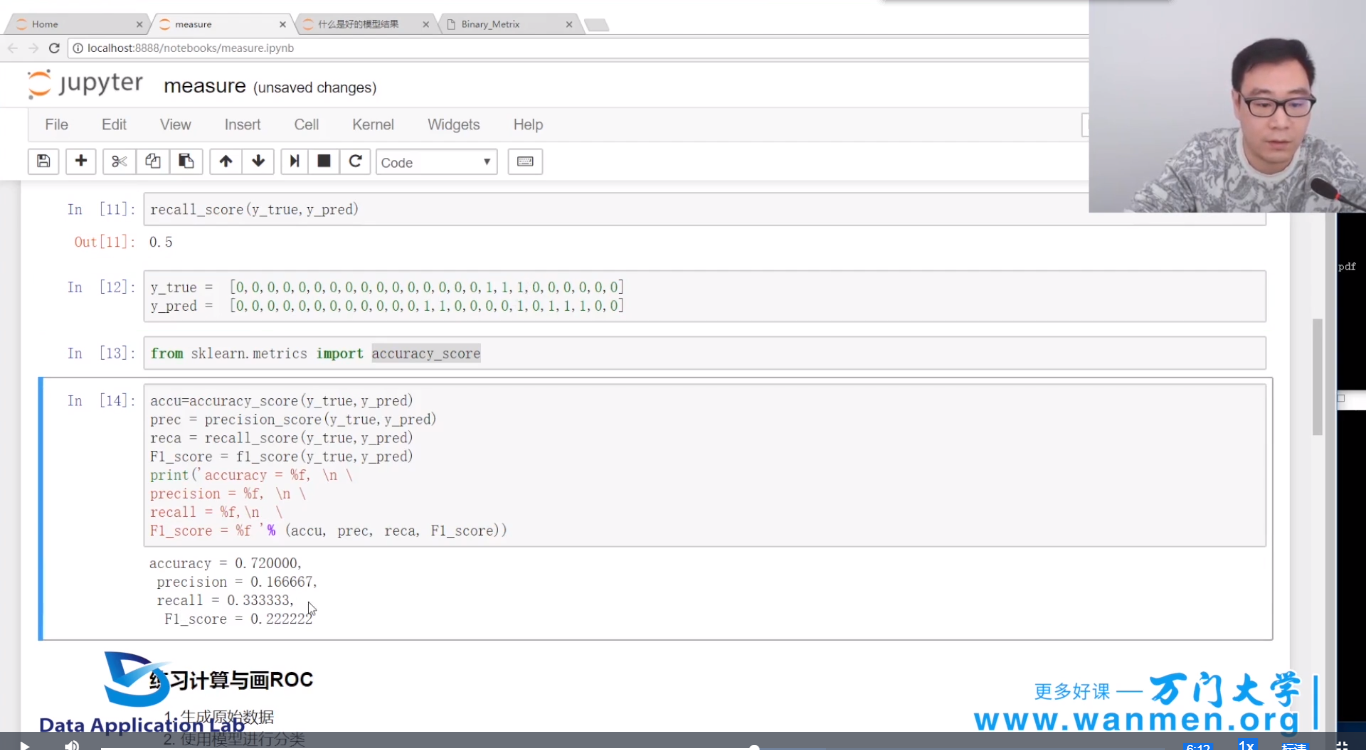 Home
measure
什么是好的模型结果
Binary_Metrix
localhost:8888/notebooks/measure.ipynb
jupyter measure (unsaved changes)
File Edit View Insert Cell Kernel Widgets Help
Code
In [11]: recall_score(y_true,y_pred)
Out[11]: 0.5
In [12]: y_true = [0,0,0,0,0,0,0,0,0,0,0,0,0,0,0,0,1,1,1,0,0,0,0,0,0]
y_pred = [0,0,0,0,0,0,0,0,0,0,0,0,1,1,0,0,0,0,1,0,1,1,1,0,0]
In [13]: from sklearn.metrics import accuracy_score
In [14]: accu=accuracy_score(y_true,y_pred)
prec = precision_score(y_true,y_pred)
reca = recall_score(y_true,y_pred)
F1_score = f1_score(y_true,y_pred)
print('accuracy = %f, \n \
precision = %f, \n \
recall = %f,\n \
F1_score = %f '% (accu, prec, reca, F1_score))
accuracy = 0.720000,
precision = 0.166667,
recall = 0.333333,
F1_score = 0.222222
练习计算与画ROC
1. 生成原始数据
2. 使用模型进行分类
Data Application Lab
更多好课 — 万门大学
www.wanmen.org
pdf
6:12
1x
标清